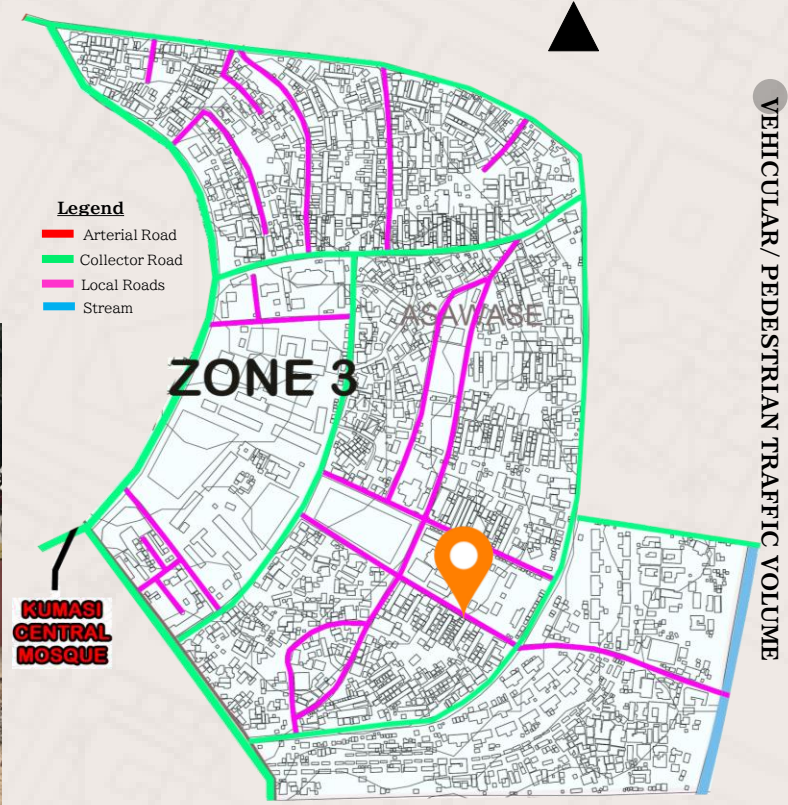 VEHICULAR/ PEDESTRIAN TRAFFIC VOLUME
Legend
Arterial Road
Collector Road
Local Roads
Stream
ASAWASE
ZONE 3
KUMASI
CENTRAL
MOSQUE